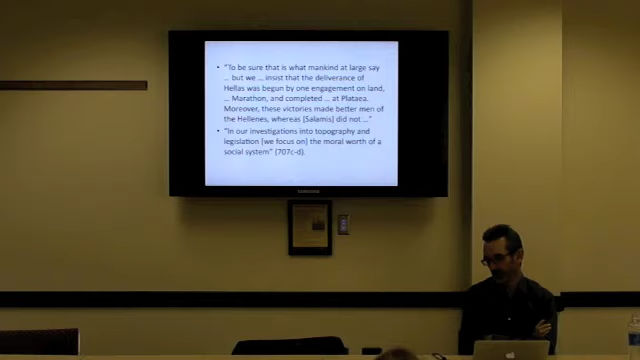 • "To be sure that is what mankind at large say
… but we … insist that the deliverance of
Hellas was begun by one engagement on land,
… Marathon, and completed … at Plataea.
Moreover, these victories made better men of
the Hellenes, whereas [Salamis] did not …"
• "In our investigations into topography and
legislation [we focus on] the moral worth of a
social system" (707c-d).
SAMSUNG